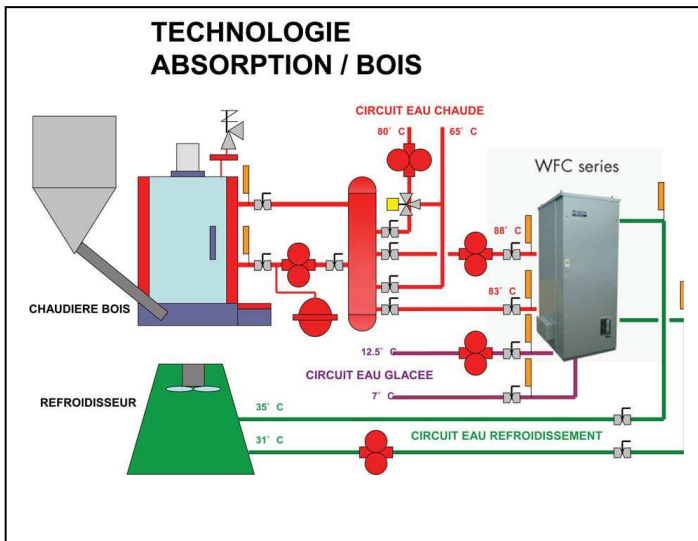 TECHNOLOGIE
ABSORPTION / BOIS
CIRCUIT EAU CHAUDE
80° C
65° C
WFC series
88° C
83° C
CHAUDIERE BOIS
12.5° C
CIRCUIT EAU GLACEE
7° C
REFROIDISSEUR
35° C
31° C
CIRCUIT EAU REFROIDISSEMENT